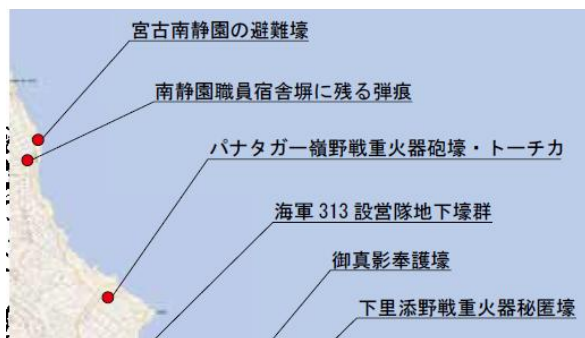 宮古南静園の避難壕
南静園職員宿舎塀に残る弾痕
パナタガー嶺野戦重火器砲壕・トーチカ
海軍 313 設営隊地下壕群
御真影奉護壕
下里添野戦重火器秘匿壕